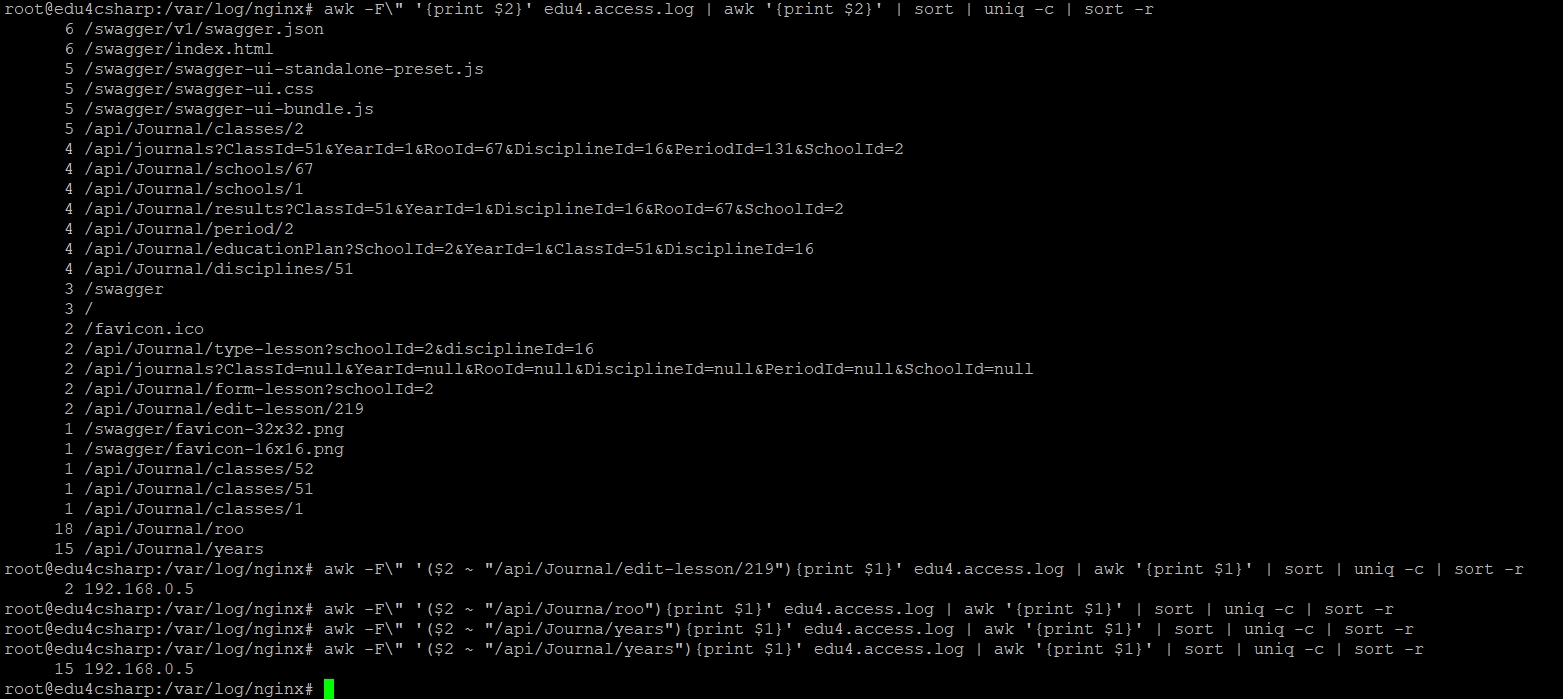 root@edu4csharp:/var/log/nginx# awk -F\" '{print $2}' edu4.access.log | awk '{print $2}' | sort | uniq -c | sort -r
6 /swagger/v1/swagger.json
6 /swagger/index.html
5 /swagger/swagger-ui-standalone-preset.js
5 /swagger/swagger-ui.css
5 /swagger/swagger-ui-bundle.js
5 /api/Journal/classes/2
4 /api/journals?ClassId=51&YearId=1&RooId=67&DisciplineId=16&PeriodId=131&SchoolId=2
4 /api/Journal/schools/67
4 /api/Journal/schools/1
4 /api/Journal/results?ClassId=51&YearId=1&DisciplineId=16&RooId=67&SchoolId=2
4 /api/Journal/period/2
4 /api/Journal/educationPlan?SchoolId=2&YearId=1&ClassId=51&DisciplineId=16
4 /api/Journal/disciplines/51
3 /swagger
3 /
2 /favicon.ico
2 /api/Journal/type-lesson?schoolId=2&disciplineId=16
2 /api/journals?ClassId=null&YearId=null&RooId=null&DisciplineId=null&PeriodId=null&SchoolId=null
2 /api/Journal/form-lesson?schoolId=2
2 /api/Journal/edit-lesson/219
1 /swagger/favicon-32x32.png
1 /swagger/favicon-16x16.png
1 /api/Journal/classes/52
1 /api/Journal/classes/51
1 /api/Journal/classes/1
18 /api/Journal/roo
15 /api/Journal/years
root@edu4csharp:/var/log/nginx# awk -F\" '($2 ~ "/api/Journal/edit-lesson/219"){print $1}' edu4.access.log | awk '{print $1}' | sort | uniq -c | sort -r
2 192.168.0.5
root@edu4csharp:/var/log/nginx# awk -F\" '($2 ~ "/api/Journa/roo"){print $1}' edu4.access.log | awk '{print $1}' | sort | uniq -c | sort -r
root@edu4csharp:/var/log/nginx# awk -F\" '($2 ~ "/api/Journa/years"){print $1}' edu4.access.log | awk '{print $1}' | sort | uniq -c | sort -r
root@edu4csharp:/var/log/nginx# awk -F\" '($2 ~ "/api/Journal/years"){print $1}' edu4.access.log | awk '{print $1}' | sort | uniq -c | sort -r
15 192.168.0.5
root@edu4csharp:/var/log/nginx#